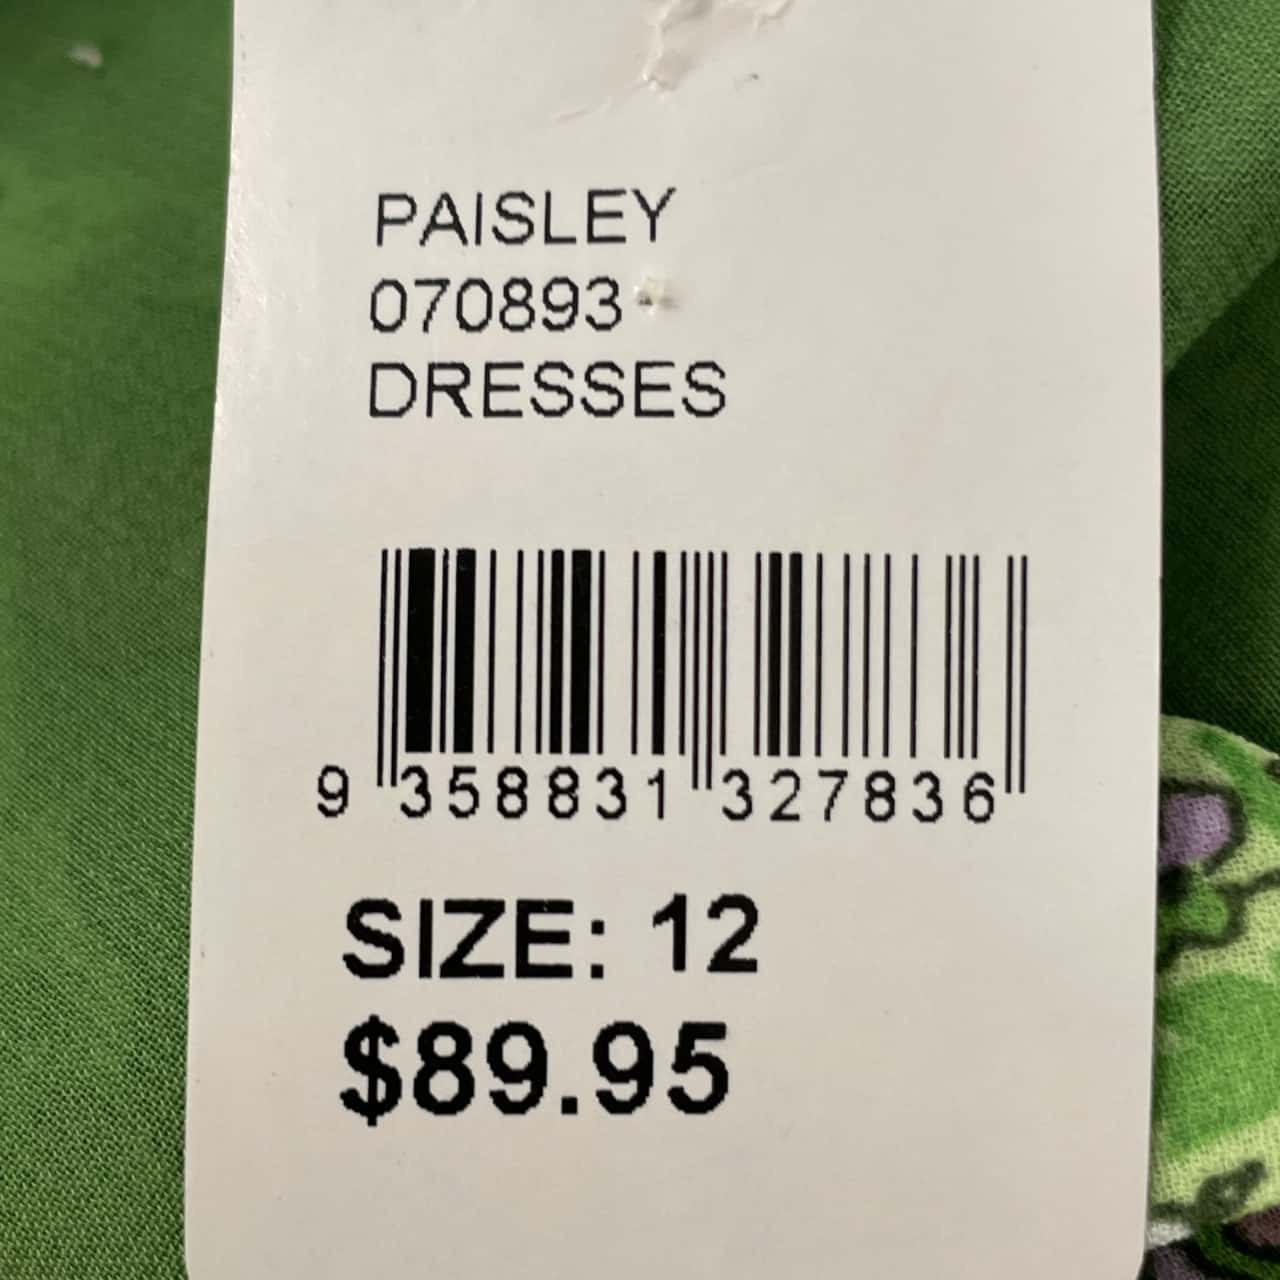 PAISLEY
070893
DRESSES
9 358831 327836
SIZE: 12
$89.95